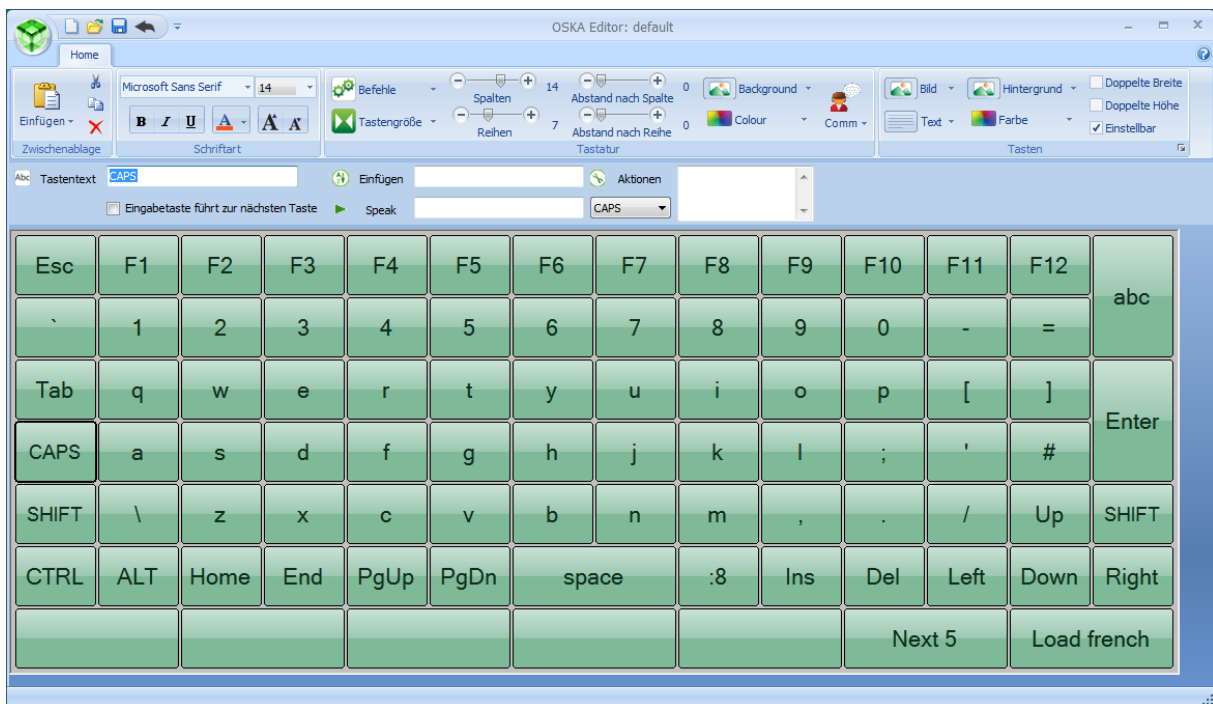 OSKA Editor: default
Home
Einfügen
Zwischenablage
Microsoft Sans Serif 14
B I U A A A
Schriftart
Befehle
Tastengröße
Spalten 14
Reihen 7
Abstand nach Spalte 0
Abstand nach Reihe 0
Background
Colour
Comm
Tastatur
Bild
Text
Hintergrund
Farbe
Doppelte Breite
Doppelte Höhe
Einstellbar
Tasten
Abc Tastentext CAPS
Einfügen
Aktionen
Eingabetaste führt zur nächsten Taste
Speak
CAPS
Esc F1 F2 F3 F4 F5 F6 F7 F8 F9 F10 F11 F12 abc
` 1 2 3 4 5 6 7 8 9 0 - =
Tab q w e r t y u i o p [ ] Enter
CAPS a s d f g h j k l ; ' #
SHIFT \ z x c v b n m , . / Up SHIFT
CTRL ALT Home End PgUp PgDn space :8 Ins Del Left Down Right
Next 5 Load french